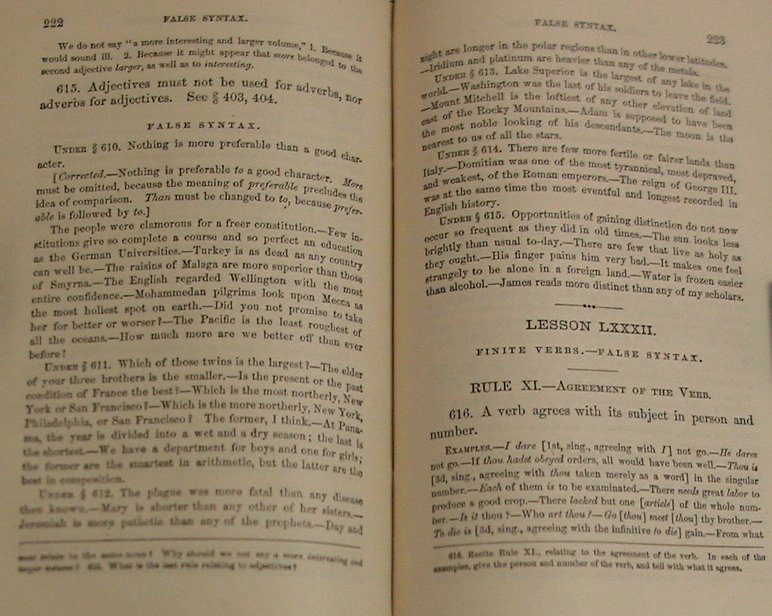 222
FALSE SYNTAX.
We do not say "a more interesting and larger volume," 1. Because it
would sound ill. 2. Because it might appear that more belonged to the
second adjective larger, as well as to interesting.
615. Adjectives must not be used for adverbs, nor
adverbs for adjectives. See § 403, 404.
FALSE SYNTAX.
UNDER § 610. Nothing is more preferable than a good char-
acter.
[Corrected.—Nothing is preferable to a good character. More
must be omitted, because the meaning of preferable precludes the
idea of comparison. Than must be changed to to, because prefer-
able is followed by to.]
The people were clamorous for a freer constitution.—Few in-
stitutions give so complete a course and so perfect an education
as the German Universities.—Turkey is as dead as any country
can well be.—The raisins of Malaga are more superior than those
of Smyrna.—The English regarded Wellington with the most
entire confidence.—Mohammedan pilgrims look upon Mecca as
the most holiest spot on earth.—Did you not promise to take
her for better or worser?—The Pacific is the least roughest of
all the oceans.—How much more are we better off than ever
before!
UNDER § 611. Which of those twins is the largest?—The elder
of your three brothers is the smaller.—Is the present or the past
condition of France the best?—Which is the most northerly, New
York or San Francisco?—Which is the more northerly, New York,
Philadelphia, or San Francisco? The former, I think.—At Pana-
ma, the year is divided into a wet and a dry season; the last is
the shortest.—We have a department for boys and one for girls;
the former are the smartest in arithmetic, but the latter are the
best in composition.
UNDER § 612. The plague was more fatal than any disease
then known.—Mary is shorter than any other of her sisters.—
Jeremiah is more pathetic than any of the prophets.—Day and
more relate to the same noun? Why should we not say a more interesting and
larger volume? 615. What is the last rule relating to adjectives?
FALSE SYNTAX.
223
night are longer in the polar regions than in other lower latitudes.
—Iridium and platinum are heavier than any of the metals.
UNDER § 613. Lake Superior is the largest of any lake in the
world.—Washington was the last of his soldiers to leave the field.
—Mount Mitchell is the loftiest of any other elevation of land
east of the Rocky Mountains.—Adam is supposed to have been
the most noble looking of his descendants.—The moon is the
nearest to us of all the stars.
UNDER § 614. There are few more fertile or fairer lands than
Italy.—Domitian was one of the most tyrannical, most depraved,
and weakest, of the Roman emperors.—The reign of George III.
was at the same time the most eventful and longest recorded in
English history.
UNDER § 615. Opportunities of gaining distinction do not now
occur so frequent as they did in old times.—The sun looks less
brightly than usual to-day.—There are few that live as holy as
they ought.—His finger pains him very bad.—It makes one feel
strangely to be alone in a foreign land.—Water is frozen easier
than alcohol.—James reads more distinct than any of my scholars.
LESSON LXXXII.
FINITE VERBS.—FALSE SYNTAX.
RULE XI.—AGREEMENT OF THE VERB.
616. A verb agrees with its subject in person and
number.
EXAMPLES.—I dare [1st, sing., agreeing with I] not go.—He dares
not go.—If thou hadst obeyed orders, all would have been well.—Thou is
[3d, sing., agreeing with thou taken merely as a word] in the singular
number.—Each of them is to be examinated.—There needs great labor to
produce a good crop.—There lacked but one [article] of the whole num-
ber.—Is it thou?—Who art thou?—Go [thou] meet [thou] thy brother.—
To die is [3d, sing., agreeing with the infinitive to die] gain.—From what
616. Recite Rule XI., relating to the agreement of the verb. In each of the
examples, give the person and number of the verb, and tell with what it agrees.